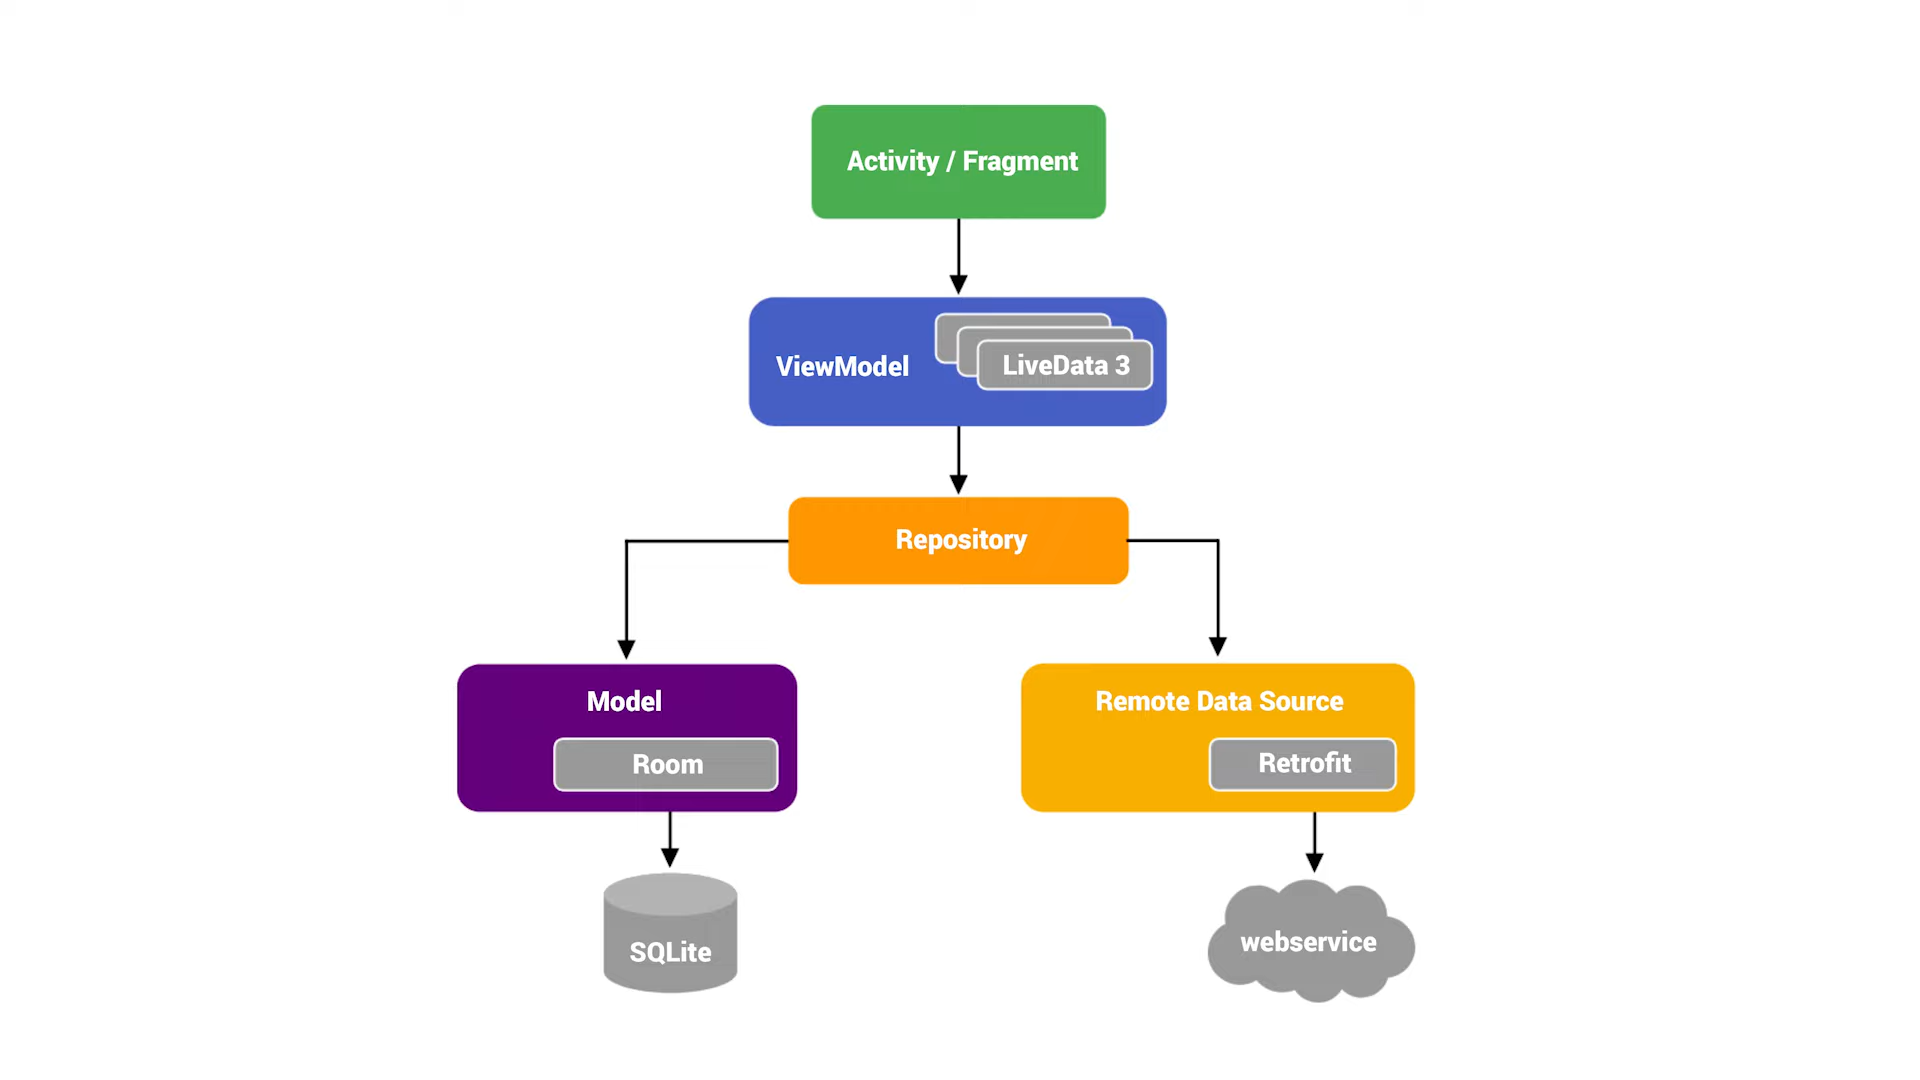 Activity / Fragment
ViewModel
LiveData 3
Repository
Model
Room
Remote Data Source
Retrofit
SQLite
webservice